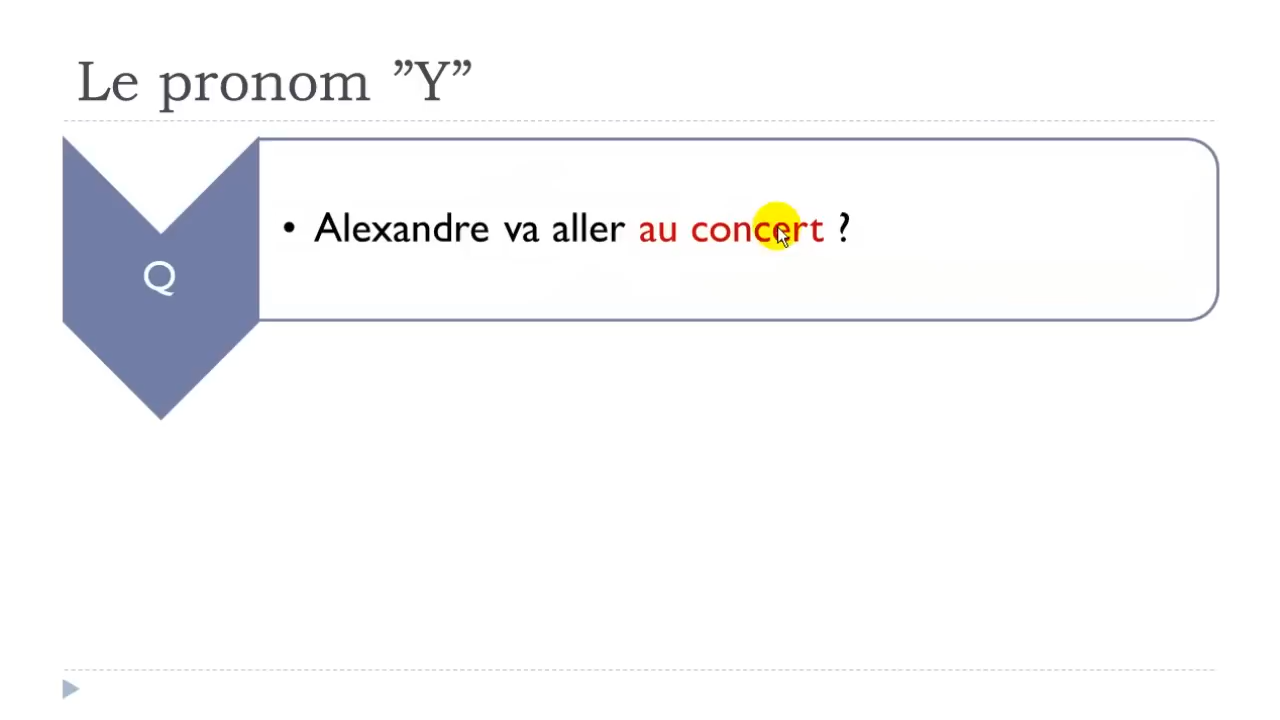 Le pronom ”Y”
Q
• Alexandre va aller au concert ?